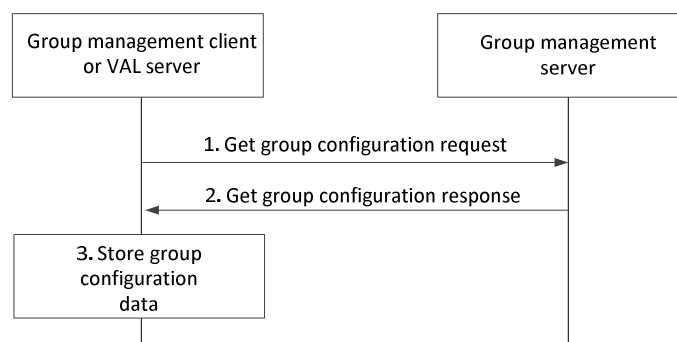 Group management client
or VAL server
Group management
server
1. Get group configuration request
2. Get group configuration response
3. Store group
configuration
data